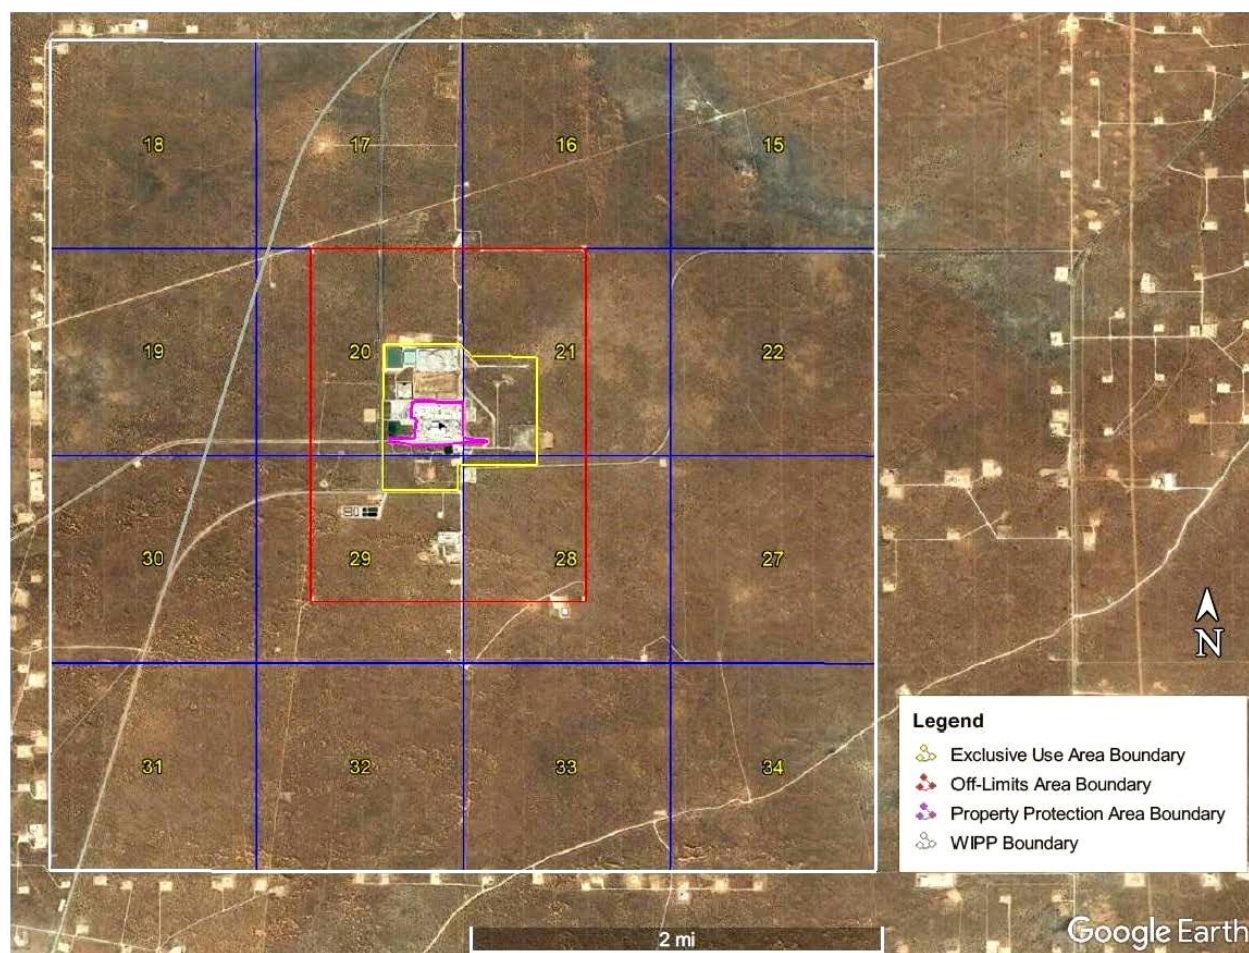 18
17
16
15
19
20
21
22
30
29
28
27
31
32
33
34
N
Legend
Exclusive Use Area Boundary
Off-Limits Area Boundary
Property Protection Area Boundary
WIPP Boundary
2 mi
Google Earth